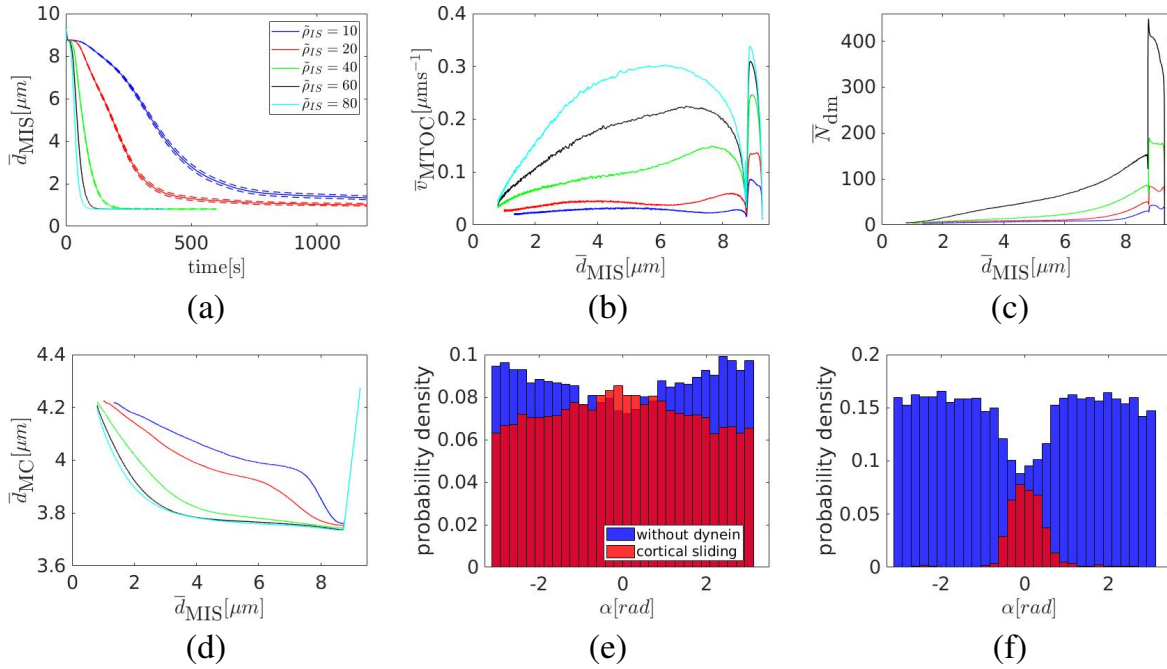 10
8
6
4
2
0
d̅MIS[μm]
0 500 1000
time[s]
ρ̃IS = 10
ρ̃IS = 20
ρ̃IS = 40
ρ̃IS = 60
ρ̃IS = 80
(a)
0.4
0.3
0.2
0.1
0
v̅MTOC[μms⁻¹]
0 2 4 6 8
d̅MIS[μm]
(b)
400
300
200
100
0
N̅dm
2 4 6 8
d̅MIS[μm]
(c)
4.4
4.2
4
3.8
3.6
d̅MC[μm]
0 2 4 6 8
d̅MIS[μm]
(d)
0.1
0.08
0.06
0.04
0.02
0
probability density
without dynein
cortical sliding
-2 0 2
α[rad]
(e)
0.2
0.15
0.1
0.05
0
probability density
-2 0 2
α[rad]
(f)